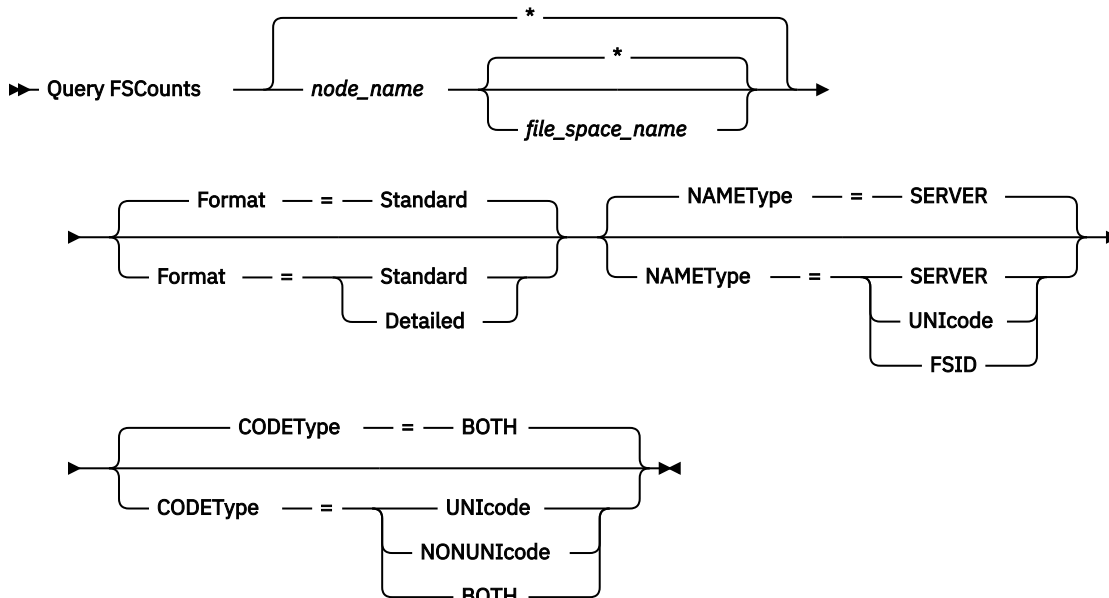 *
*
Query FSCounts node_name
file_space_name
Format = Standard NAMEType = SERVER
Format = Standard NAMEType = SERVER
Detailed UNIcode
FSID
CODEType = BOTH
CODEType = UNIcode
NONUNIcode
BOTH